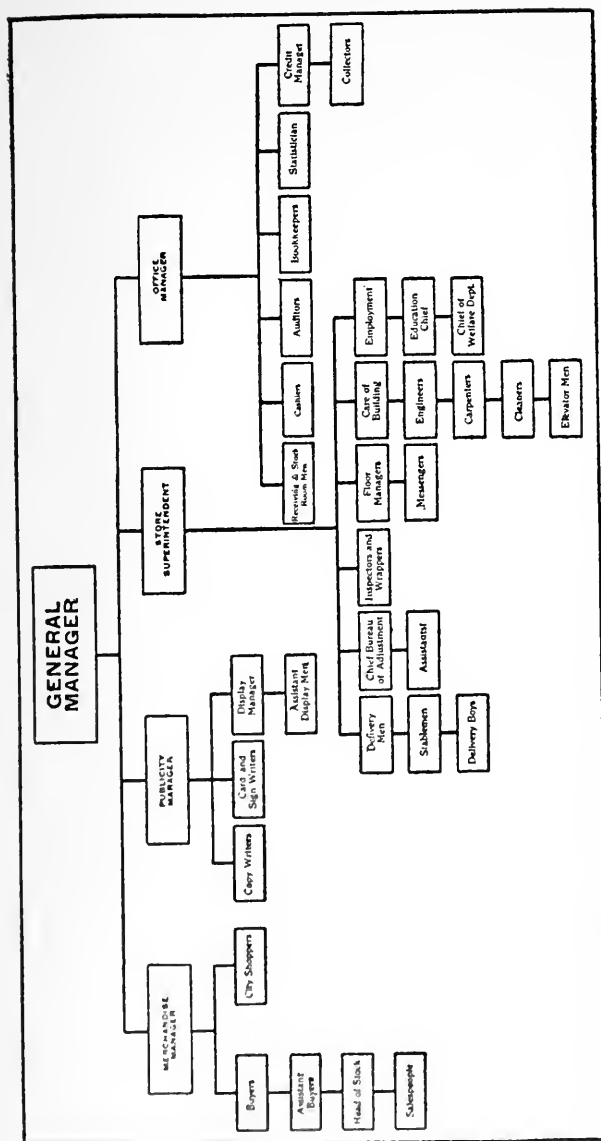 GENERAL
MANAGER
MERCHANDISE
MANAGER
PUBLICITY
MANAGER
STORE
SUPERINTENDENT
OFFICE
MANAGER
Buyers
City Shoppers
Assistant
Buyers
Head of Stock
Salespeople
Copy Writers
Card and
Sign Writers
Display
Manager
Assistant
Display Men
Receiving & Stock
Room Men
Cashiers
Auditors
Bookkeepers
Statistician
Credit
Manager
Collectors
Delivery
Men
Stablemen
Delivery Boys
Chief Bureau
of Adjustment
Assistants
Inspectors and
Wrappers
Floor
Managers
Messengers
Care of
Building
Engineers
Carpenters
Cleaners
Elevator Men
Employment
Education
Chief
Chief of
Welfare Dept.